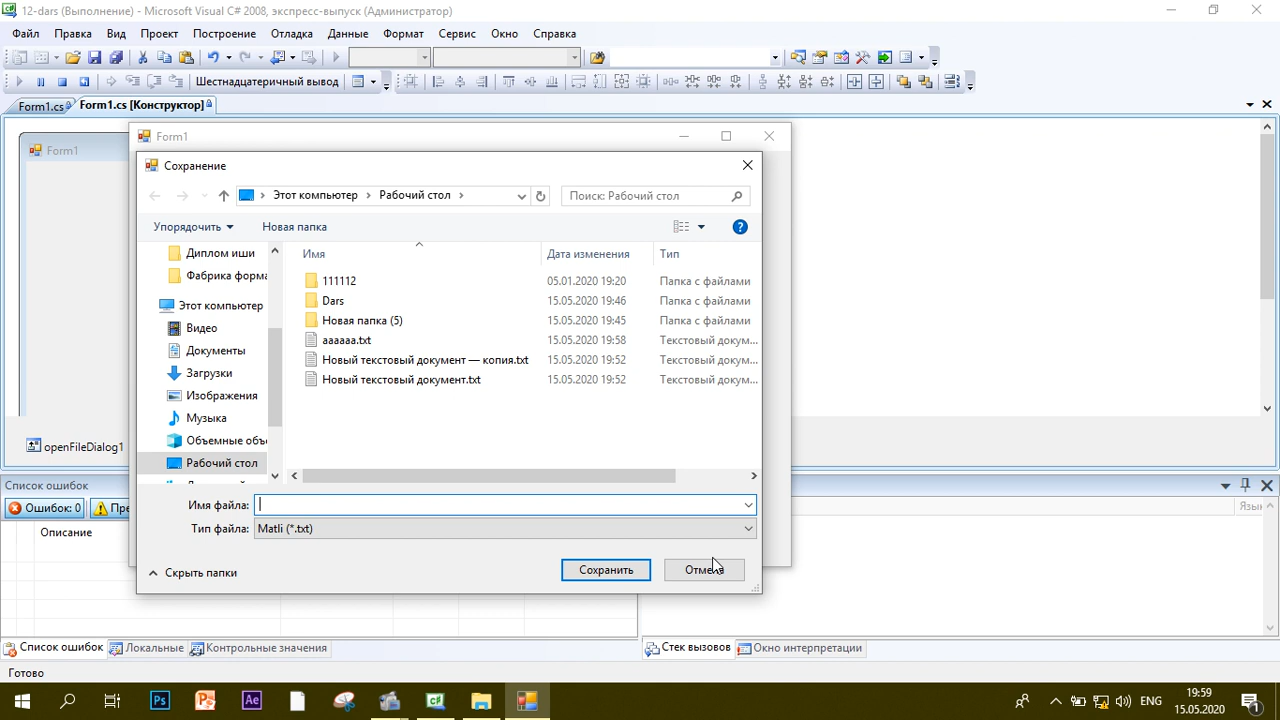 12-dars (Выполнение) - Microsoft Visual C# 2008, экспресс-выпуск (Администратор)
Файл Правка Вид Проект Построение Отладка Данные Формат Сервис Окно Справка
Шестнадцатеричный вывод
Form1.cs Form1.cs [Конструктор]
Form1
Form1
Сохранение
Этот компьютер Рабочий стол
Поиск: Рабочий стол
Упорядочить Новая папка
Имя Дата изменения Тип
Диплом иши
Фабрика форма
Этот компьютер
Видео
Документы
Загрузки
Изображения
Музыка
Объемные объе
Рабочий стол
111112 05.01.2020 19:20 Папка с файлами
Dars 15.05.2020 19:46 Папка с файлами
Новая папка (5) 15.05.2020 19:45 Папка с файлами
aaaaaa.txt 15.05.2020 19:58 Текстовый докум...
Новый текстовый документ — копия.txt 15.05.2020 19:52 Текстовый докум...
Новый текстовый документ.txt 15.05.2020 19:52 Текстовый докум...
Имя файла:
Тип файла: Matli (*.txt)
Скрыть папки Сохранить Отмена
openFileDialog1
Список ошибок
Ошибок: 0 Пре
Описание
Язык
Список ошибок Локальные Контрольные значения
Стек вызовов Окно интерпретации
Готово
Ps Ae
ENG
19:59
15.05.2020
1